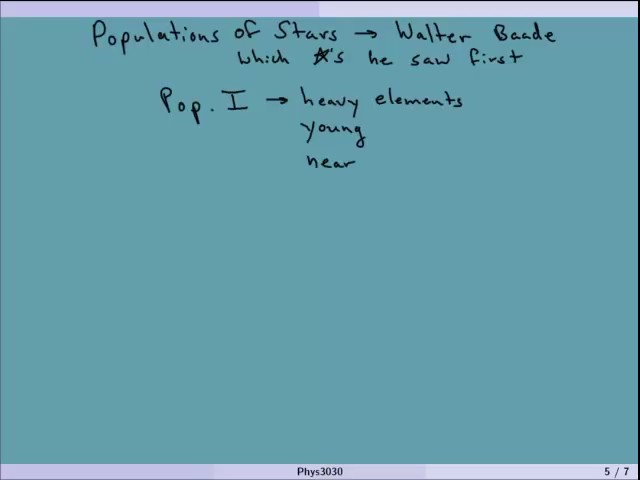 Populations of Stars → Walter Baade
which ☆'s he saw first
Pop. I → heavy elements
young
near
Phys3030
5 / 7